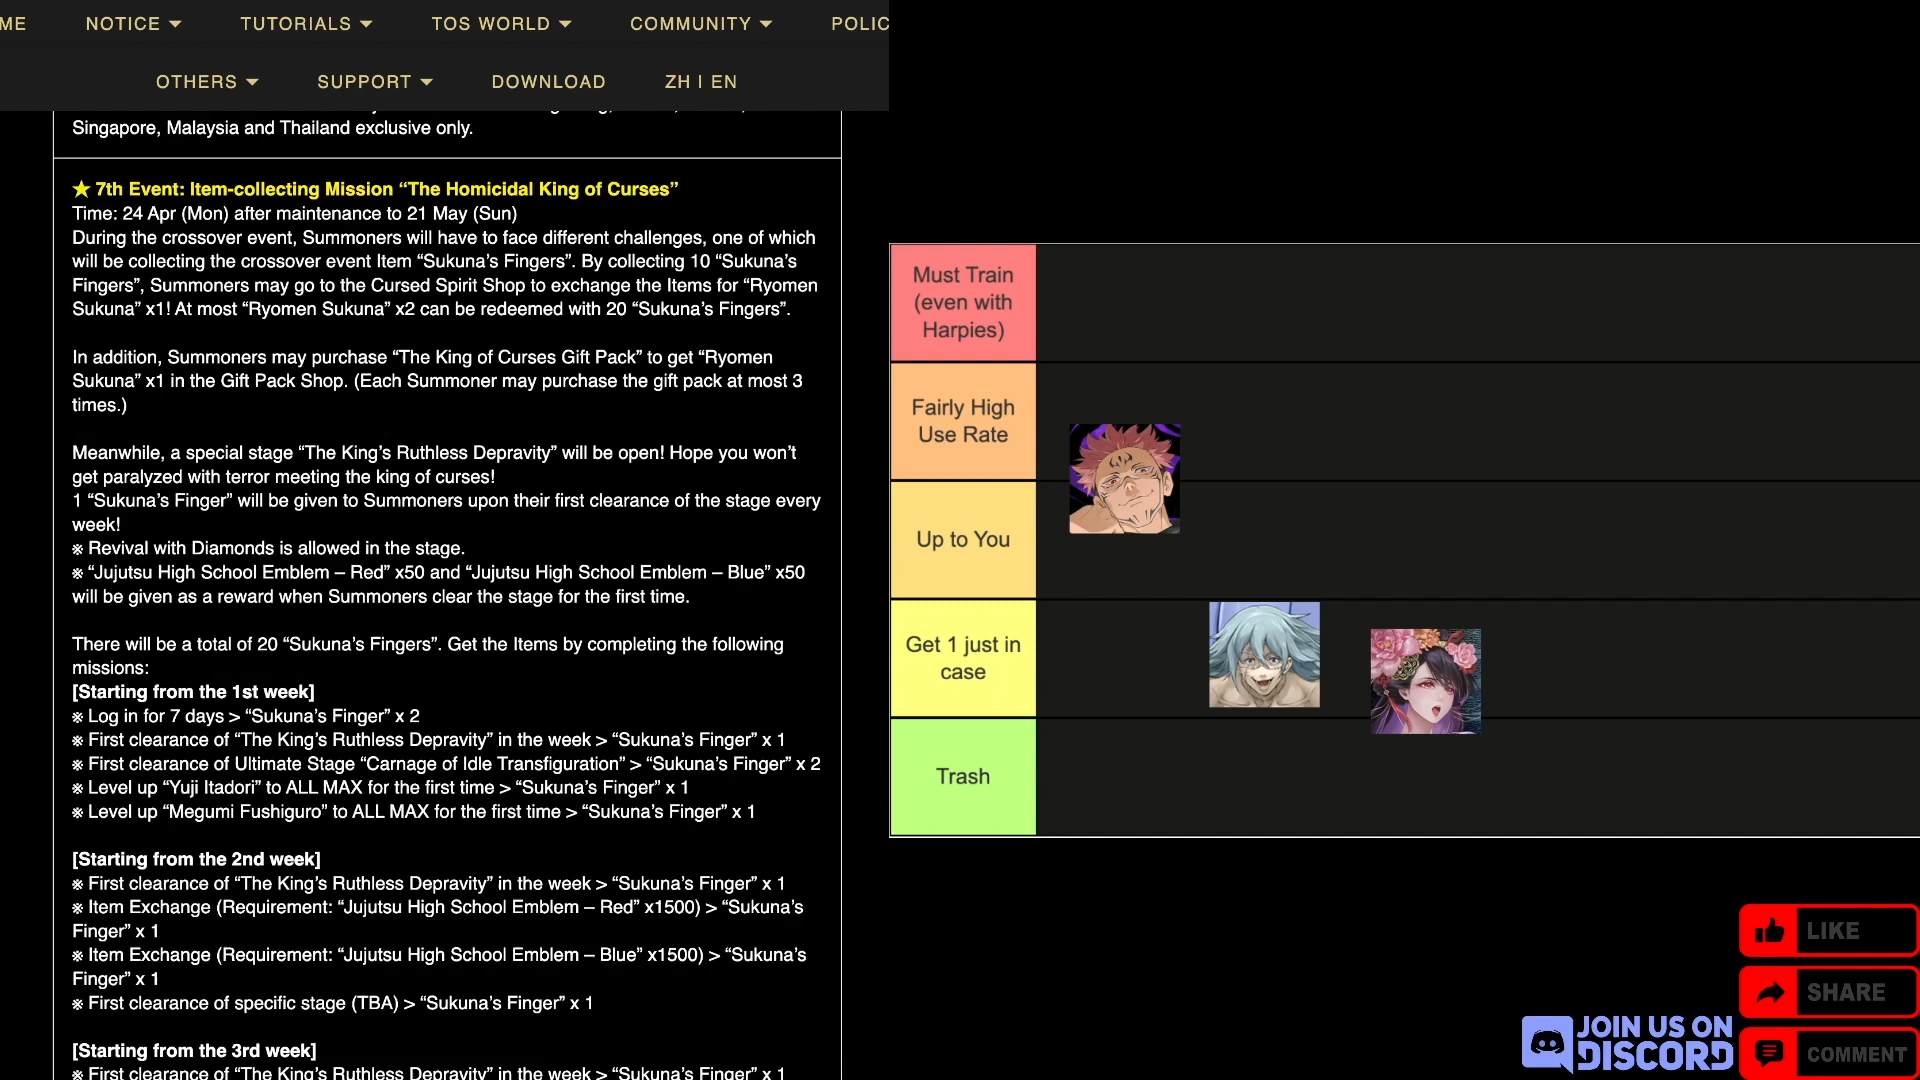 ME NOTICE TUTORIALS TOS WORLD COMMUNITY POLIC
OTHERS SUPPORT DOWNLOAD ZH | EN
Singapore, Malaysia and Thailand exclusive only.
★ 7th Event: Item-collecting Mission “The Homicidal King of Curses”
Time: 24 Apr (Mon) after maintenance to 21 May (Sun)
During the crossover event, Summoners will have to face different challenges, one of which
will be collecting the crossover event Item “Sukuna’s Fingers”. By collecting 10 “Sukuna’s
Fingers”, Summoners may go to the Cursed Spirit Shop to exchange the Items for “Ryomen
Sukuna” x1! At most “Ryomen Sukuna” x2 can be redeemed with 20 “Sukuna’s Fingers”.
In addition, Summoners may purchase “The King of Curses Gift Pack” to get “Ryomen
Sukuna” x1 in the Gift Pack Shop. (Each Summoner may purchase the gift pack at most 3
times.)
Meanwhile, a special stage “The King’s Ruthless Depravity” will be open! Hope you won’t
get paralyzed with terror meeting the king of curses!
1 “Sukuna’s Finger” will be given to Summoners upon their first clearance of the stage every
week!
※ Revival with Diamonds is allowed in the stage.
※ “Jujutsu High School Emblem – Red” x50 and “Jujutsu High School Emblem – Blue” x50
will be given as a reward when Summoners clear the stage for the first time.
There will be a total of 20 “Sukuna’s Fingers”. Get the Items by completing the following
missions:
[Starting from the 1st week]
※ Log in for 7 days > “Sukuna’s Finger” x 2
※ First clearance of “The King’s Ruthless Depravity” in the week > “Sukuna’s Finger” x 1
※ First clearance of Ultimate Stage “Carnage of Idle Transfiguration” > “Sukuna’s Finger” x 2
※ Level up “Yuji Itadori” to ALL MAX for the first time > “Sukuna’s Finger” x 1
※ Level up “Megumi Fushiguro” to ALL MAX for the first time > “Sukuna’s Finger” x 1
[Starting from the 2nd week]
※ First clearance of “The King’s Ruthless Depravity” in the week > “Sukuna’s Finger” x 1
※ Item Exchange (Requirement: “Jujutsu High School Emblem – Red” x1500) > “Sukuna’s
Finger” x 1
※ Item Exchange (Requirement: “Jujutsu High School Emblem – Blue” x1500) > “Sukuna’s
Finger” x 1
※ First clearance of specific stage (TBA) > “Sukuna’s Finger” x 1
[Starting from the 3rd week]
※ First clearance of “The King’s Ruthless Depravity” in the week > “Sukuna’s Finger” x 1
Must Train
(even with
Harpies)
Fairly High
Use Rate
Up to You
Get 1 just in
case
Trash
LIKE
SHARE
COMMENT
JOIN US ON
DISCORD